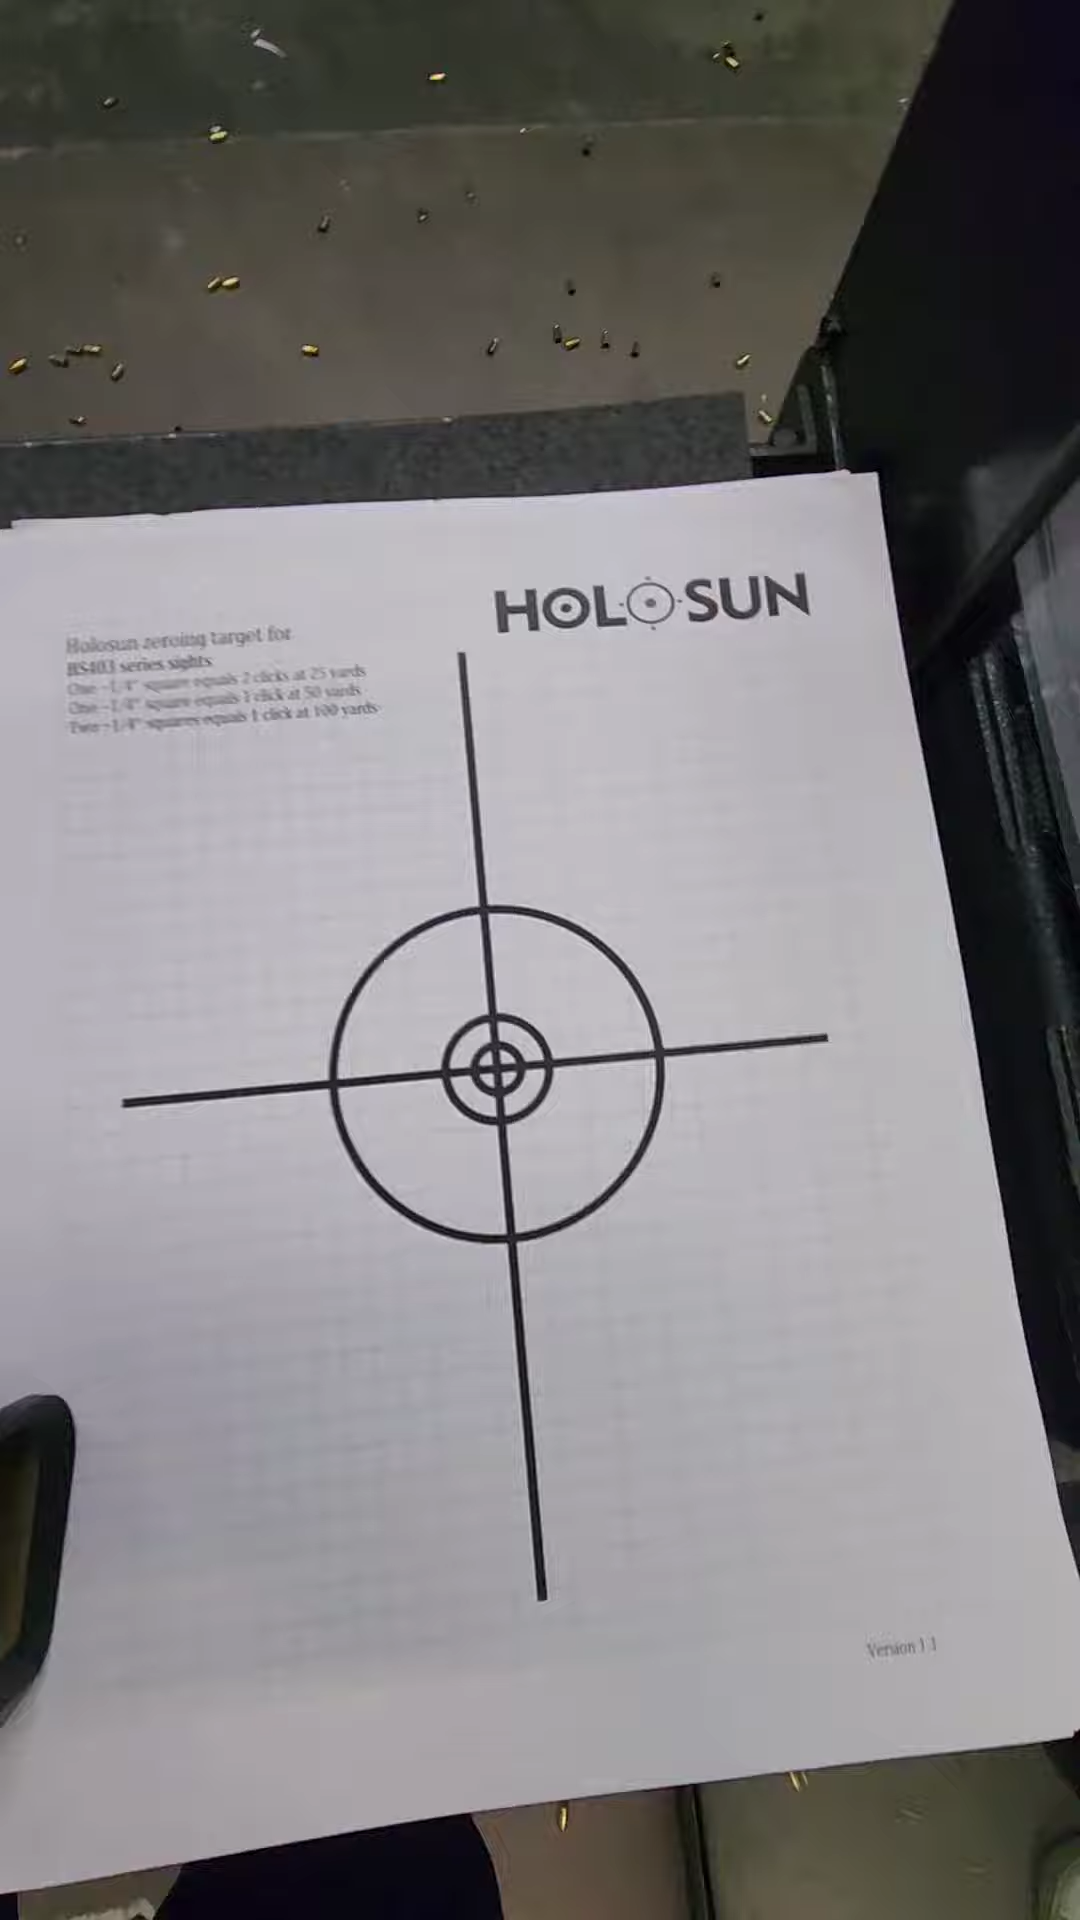 HOLOSUN
Holosun zeroing target for
HS403 series sights
One ~1/4" square equals 2 clicks at 25 yards
One ~1/4" square equals 1 click at 50 yards
Two ~1/4" squares equals 1 click at 100 yards
Version 1.1